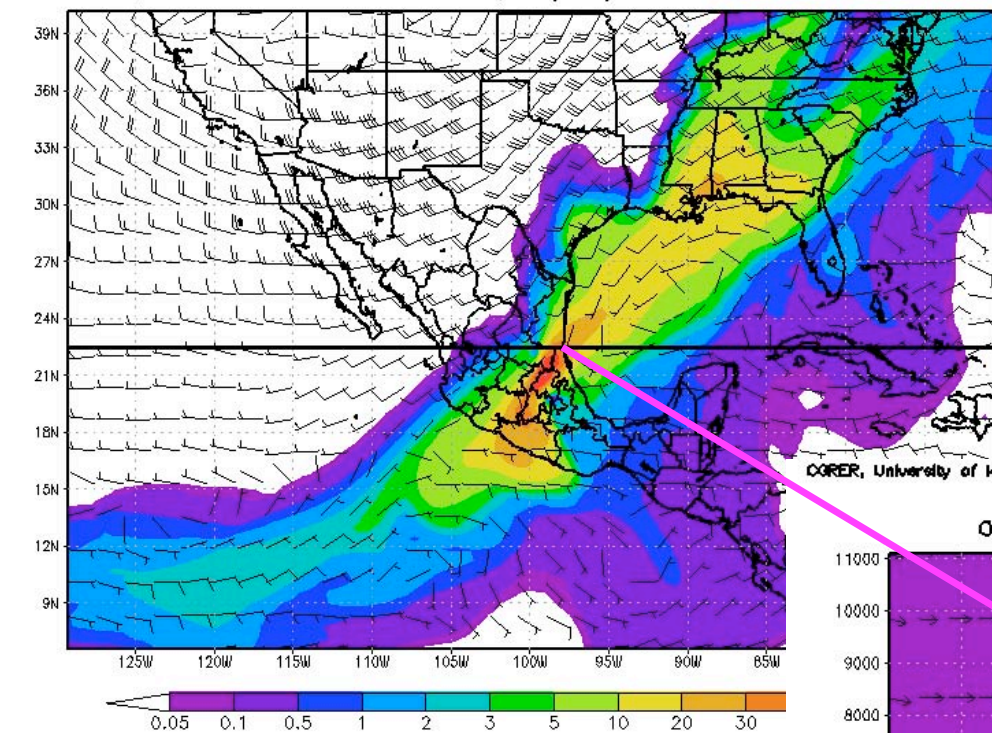 39N
36N
33N
30N
27N
24N
21N
18N
15N
12N
9N
125W 120W 115W 110W 105W 100W 95W 90W 85W
0.05 0.1 0.5 1 2 3 5 10 20 30
CGRER, University of
11000
10000
9000
8000